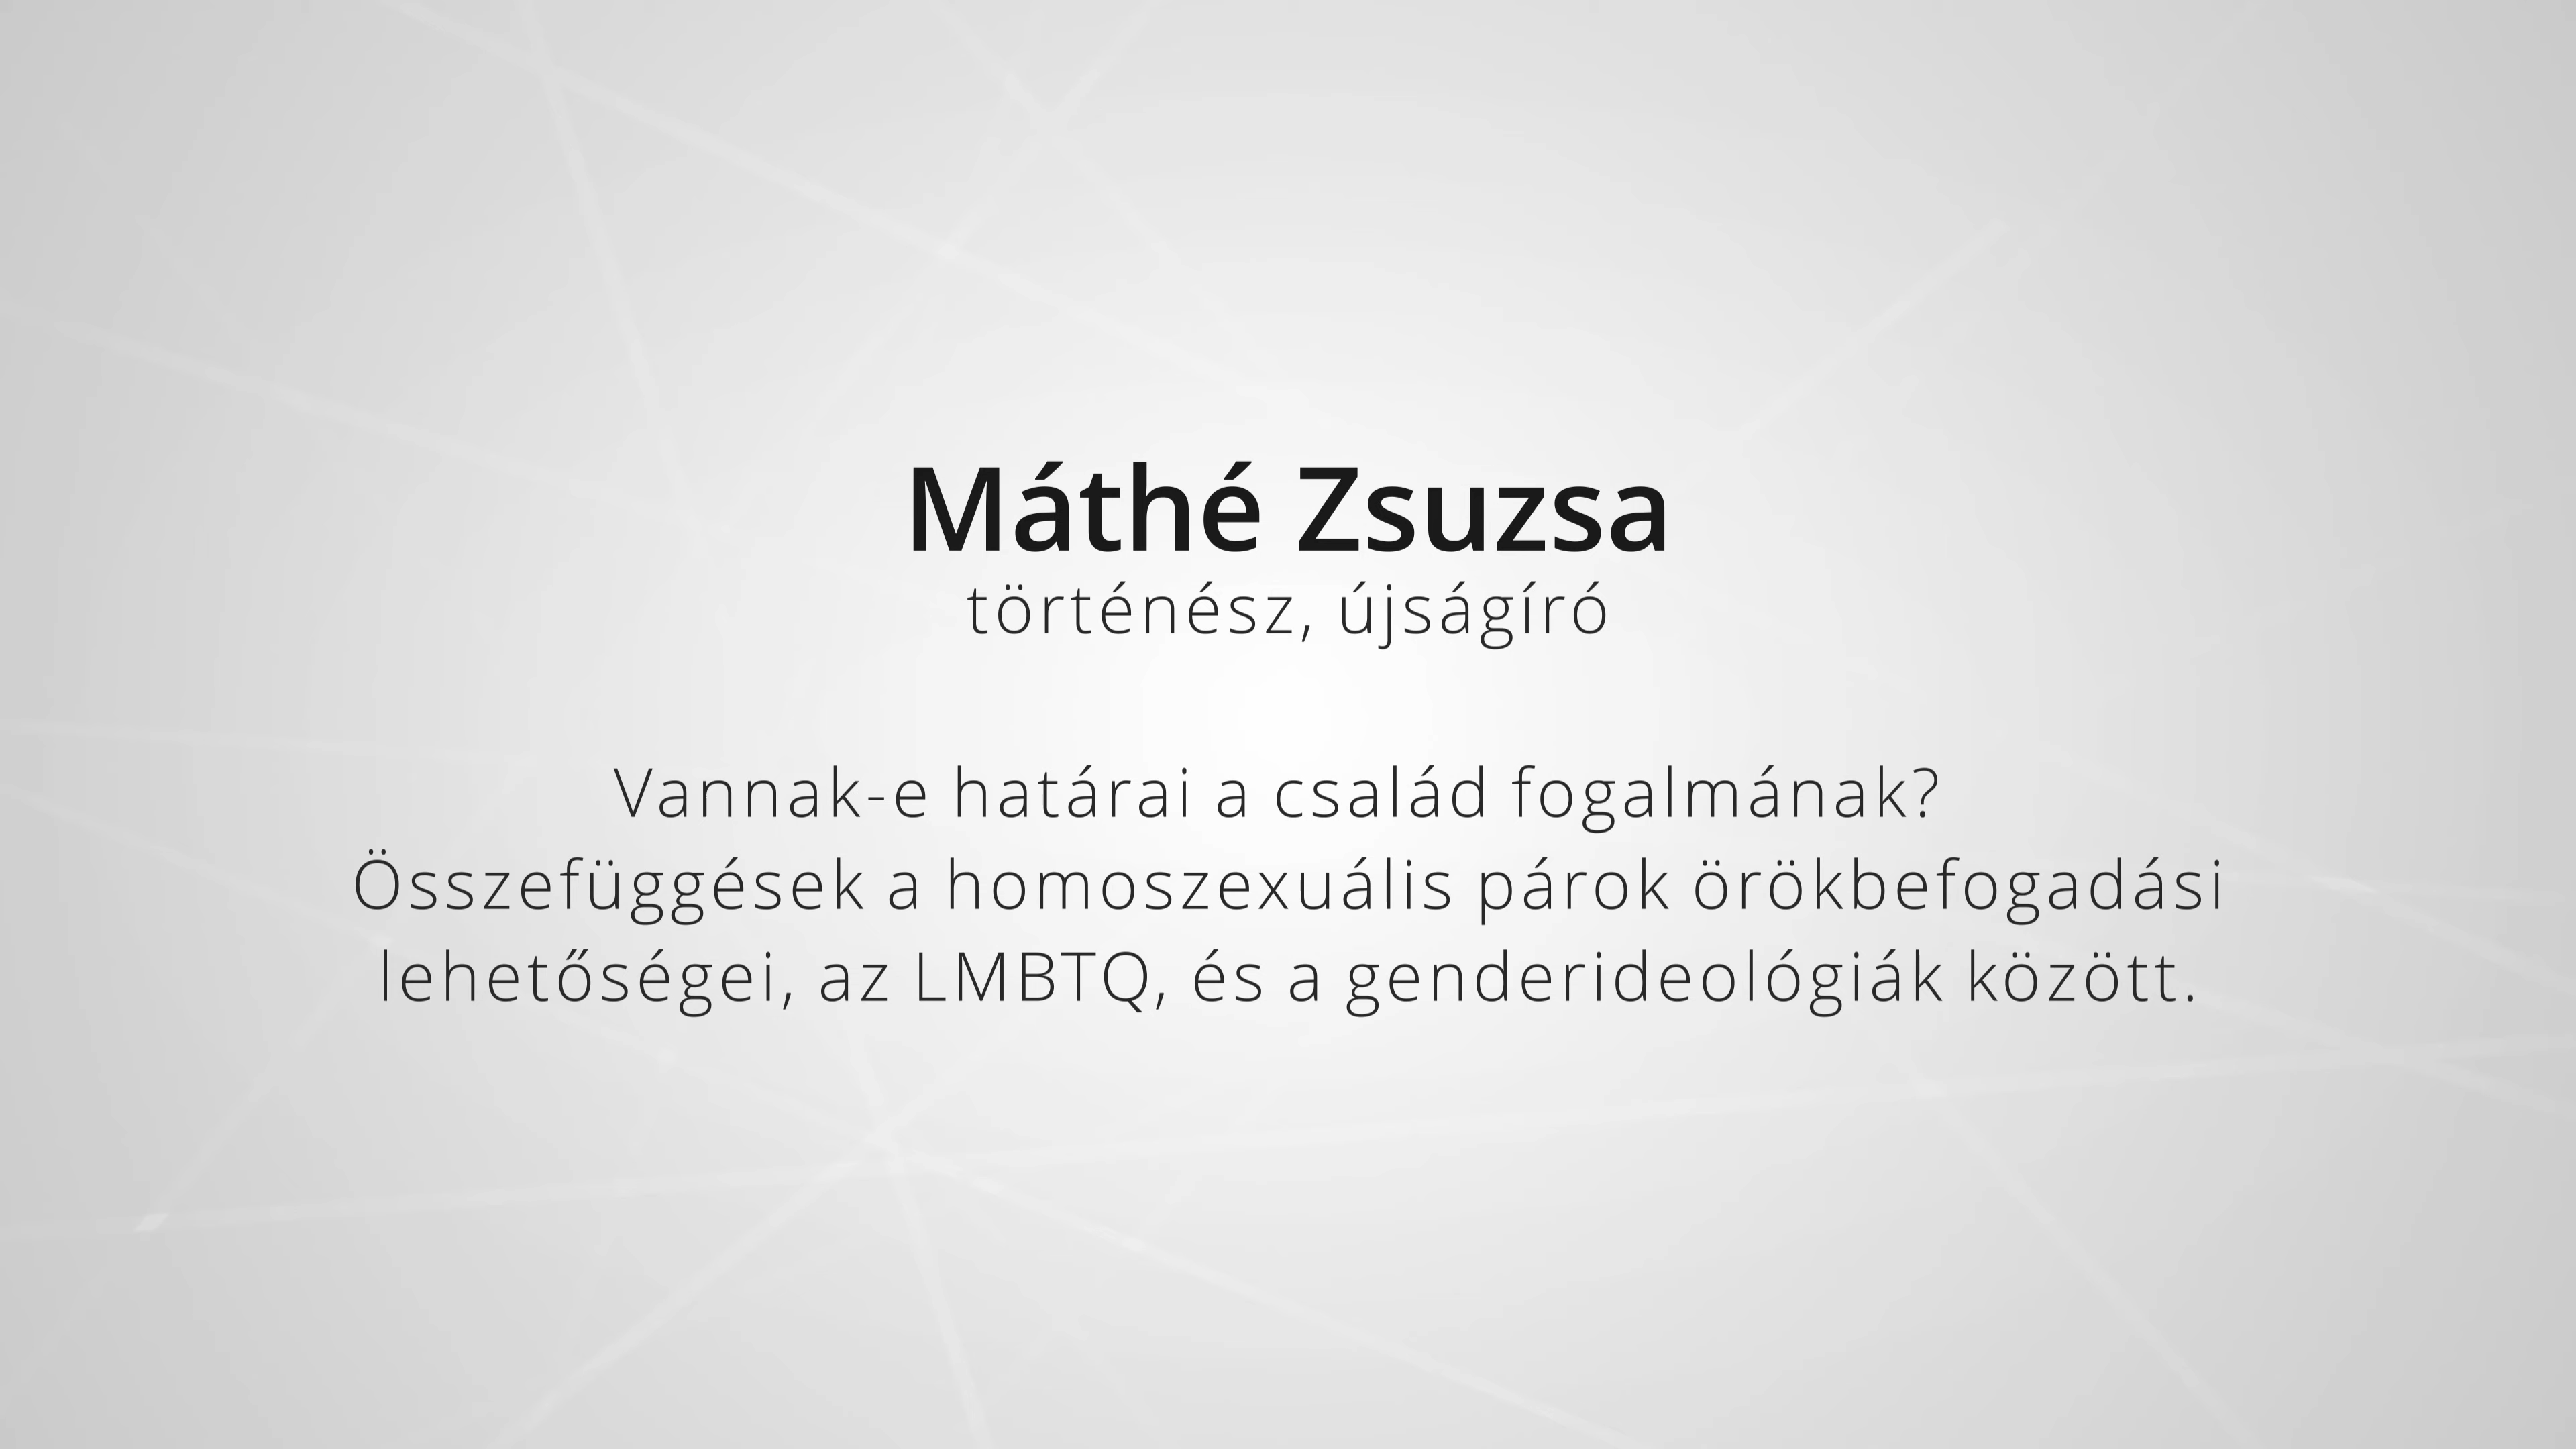 Máthé Zsuzsa
történész, újságíró
Vannak-e határai a család fogalmának?
Összefüggések a homoszexuális párok örökbefogadási
lehetőségei, az LMBTQ, és a genderideológiák között.